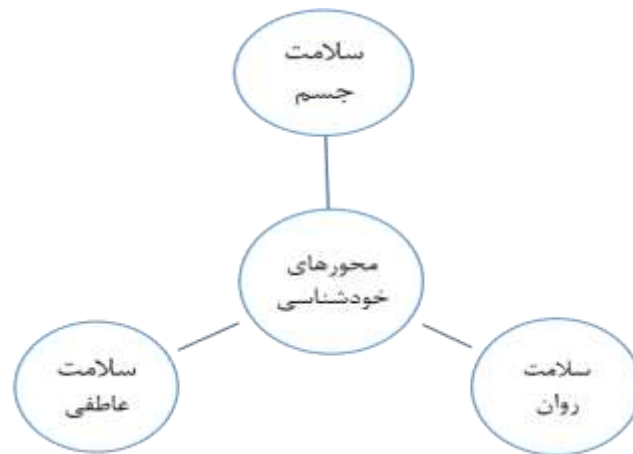 سلامت
جسم
محورهای
خودشناسی
سلامت
روان
سلامت
عاطفی